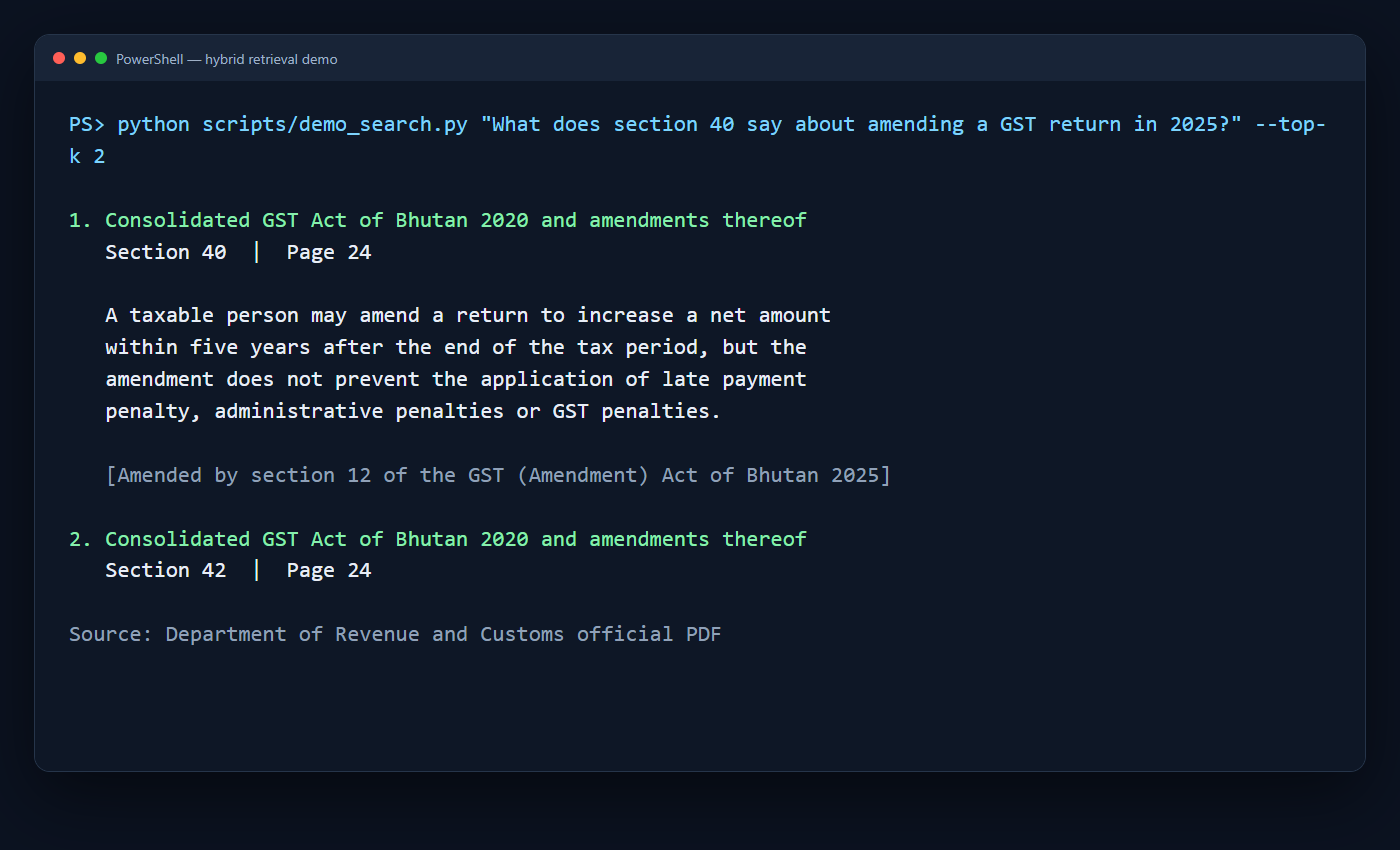 PowerShell — hybrid retrieval demo
PS> python scripts/demo_search.py "What does section 40 say about amending a GST return in 2025?" --top-
k 2
1. Consolidated GST Act of Bhutan 2020 and amendments thereof
Section 40 | Page 24
A taxable person may amend a return to increase a net amount
within five years after the end of the tax period, but the
amendment does not prevent the application of late payment
penalty, administrative penalties or GST penalties.
[Amended by section 12 of the GST (Amendment) Act of Bhutan 2025]
2. Consolidated GST Act of Bhutan 2020 and amendments thereof
Section 42 | Page 24
Source: Department of Revenue and Customs official PDF